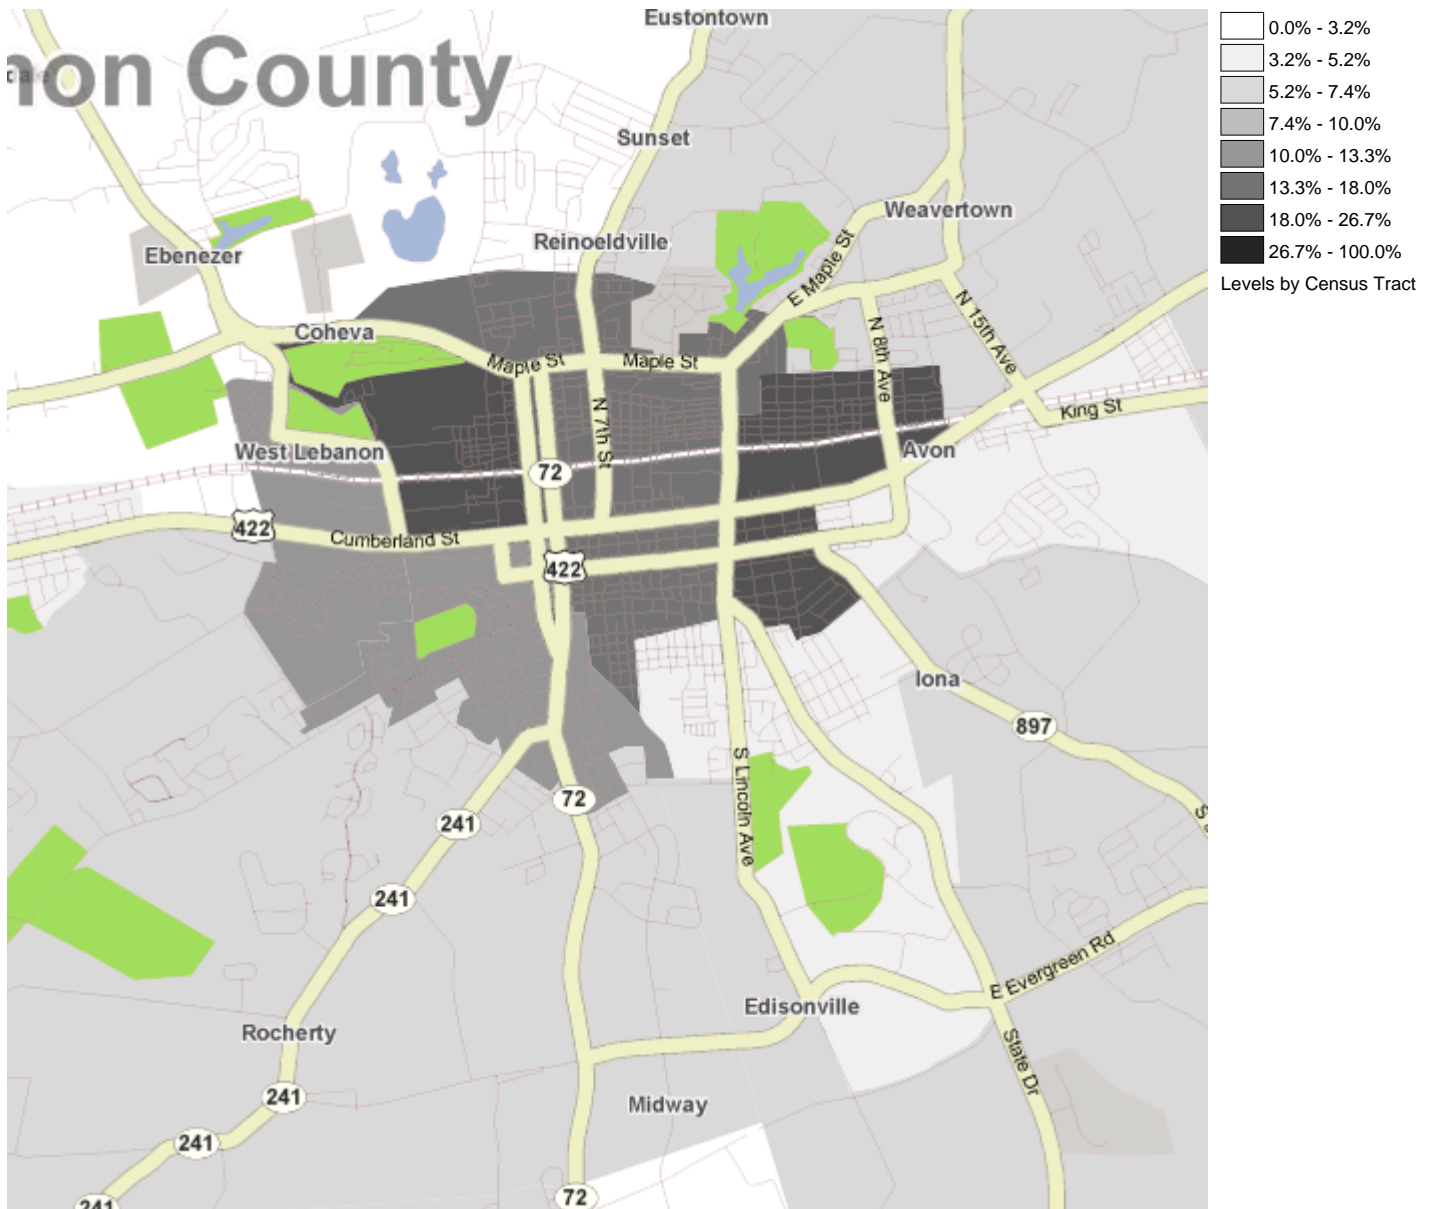 Eustontown
non County
Sunset
Weavertown
Reinoeldville
Ebenezer
E Maple St
N 15th Ave
Coheva
N 8th Ave
Maple St
Maple St
King St
N 7th St
West Lebanon
Avon
72
422
Cumberland St
422
Iona
897
S Lincoln Ave
72
241
241
E Evergreen Rd
Edisonville
Rocherty
State Dr
241
Midway
241
72
241
0.0% - 3.2%
3.2% - 5.2%
5.2% - 7.4%
7.4% - 10.0%
10.0% - 13.3%
13.3% - 18.0%
18.0% - 26.7%
26.7% - 100.0%
Levels by Census Tract